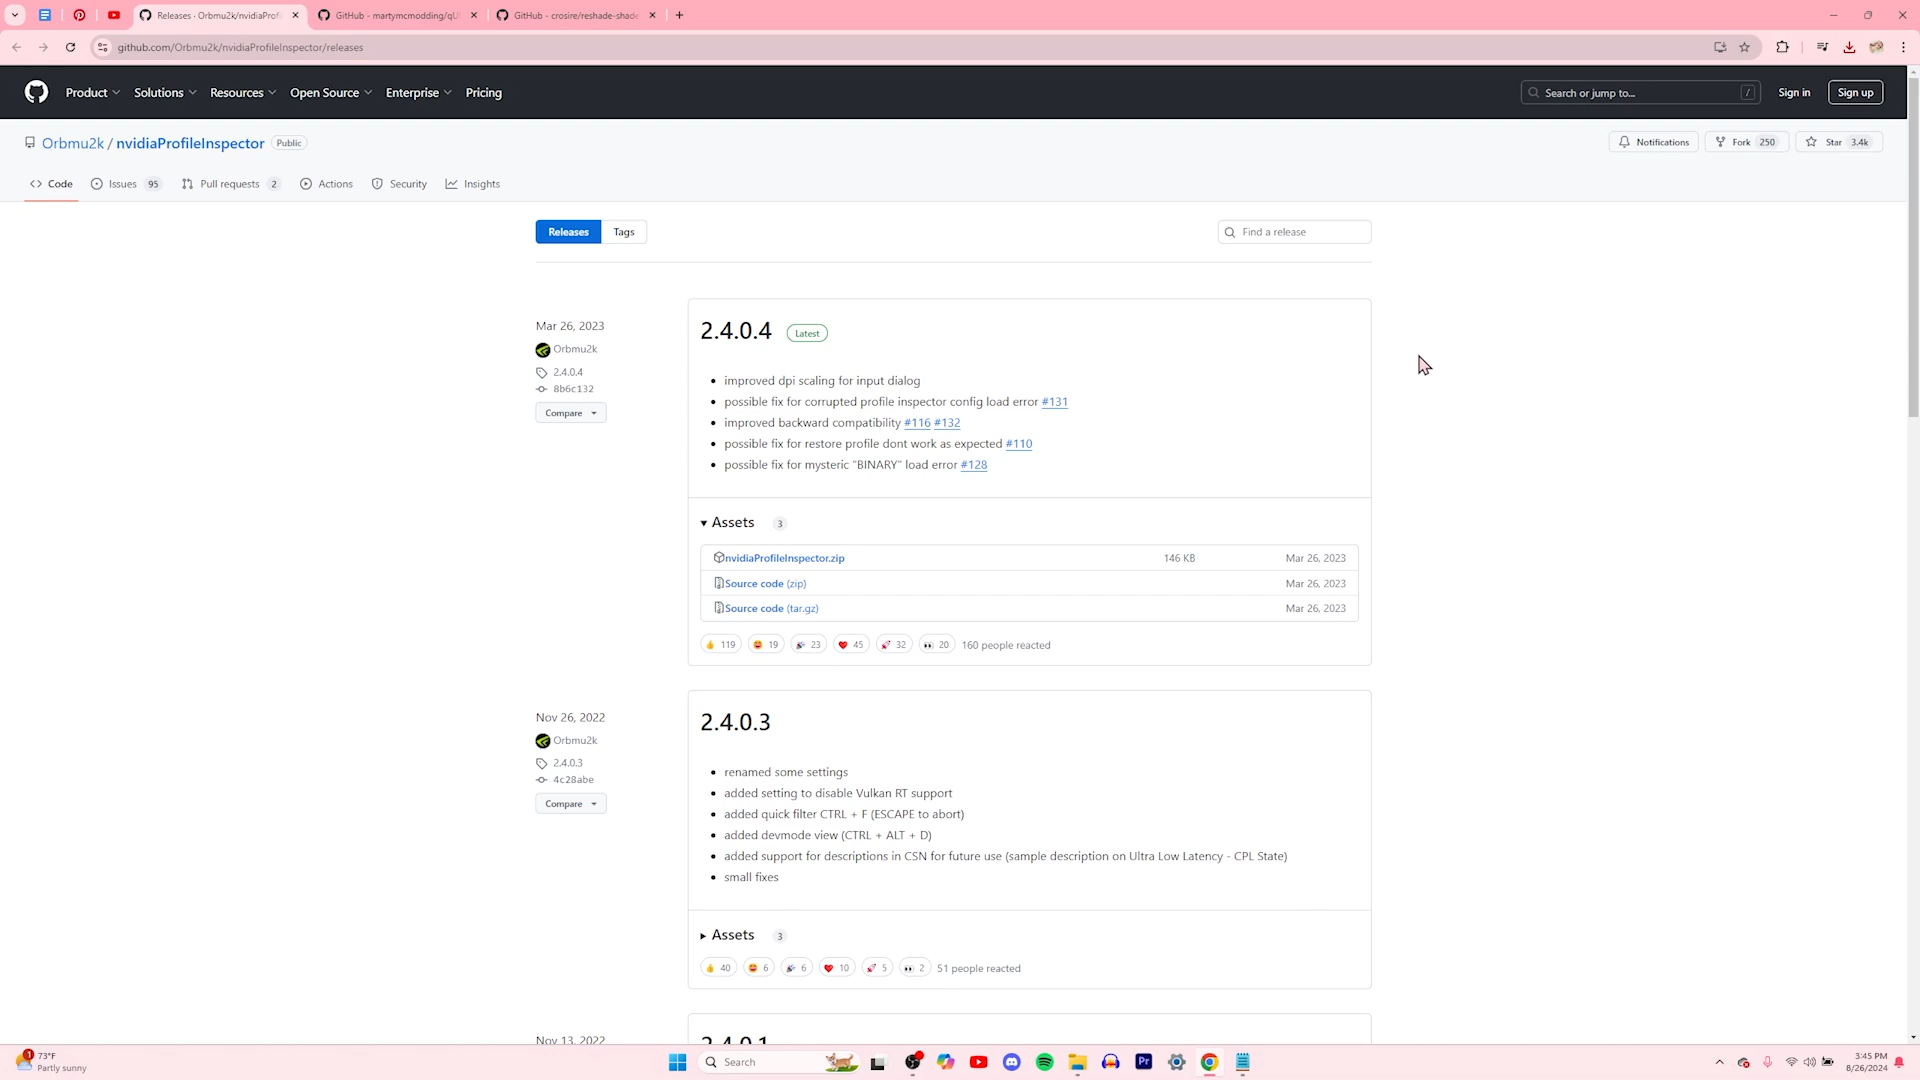 Releases · Orbmu2k/nvidiaProfi
GitHub - martymcmodding/qU
GitHub - crosire/reshade-shade
github.com/Orbmu2k/nvidiaProfileInspector/releases
Product
Solutions
Resources
Open Source
Enterprise
Pricing
Search or jump to...
/
Sign in
Sign up
Orbmu2k / nvidiaProfileInspector
Public
Notifications
Fork 250
Star 3.4k
Code
Issues 95
Pull requests 2
Actions
Security
Insights
Releases
Tags
Find a release
Mar 26, 2023
Orbmu2k
2.4.0.4
8b6c132
Compare
2.4.0.4
Latest
improved dpi scaling for input dialog
possible fix for corrupted profile inspector config load error #131
improved backward compatibility #116 #132
possible fix for restore profile dont work as expected #110
possible fix for mysteric "BINARY" load error #128
Assets 3
nvidiaProfileInspector.zip 146 KB Mar 26, 2023
Source code (zip) Mar 26, 2023
Source code (tar.gz) Mar 26, 2023
119 19 23 45 32 20 160 people reacted
Nov 26, 2022
Orbmu2k
2.4.0.3
4c28abe
Compare
2.4.0.3
renamed some settings
added setting to disable Vulkan RT support
added quick filter CTRL + F (ESCAPE to abort)
added devmode view (CTRL + ALT + D)
added support for descriptions in CSN for future use (sample description on Ultra Low Latency - CPL State)
small fixes
Assets 3
40 6 6 10 5 2 51 people reacted
Nov 13, 2022
2.4.0.1
1
73°F
Partly sunny
Search
Pr
3:45 PM
8/26/2024